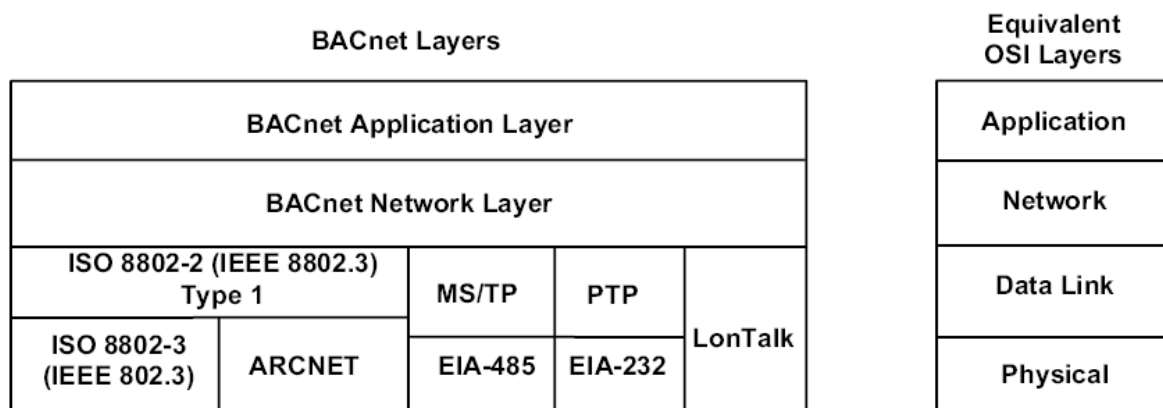 BACnet Layers
Equivalent
OSI Layers
BACnet Application Layer
Application
BACnet Network Layer
Network
ISO 8802-2 (IEEE 8802.3)
Type 1
MS/TP
PTP
LonTalk
Data Link
ISO 8802-3
(IEEE 802.3)
ARCNET
EIA-485
EIA-232
Physical